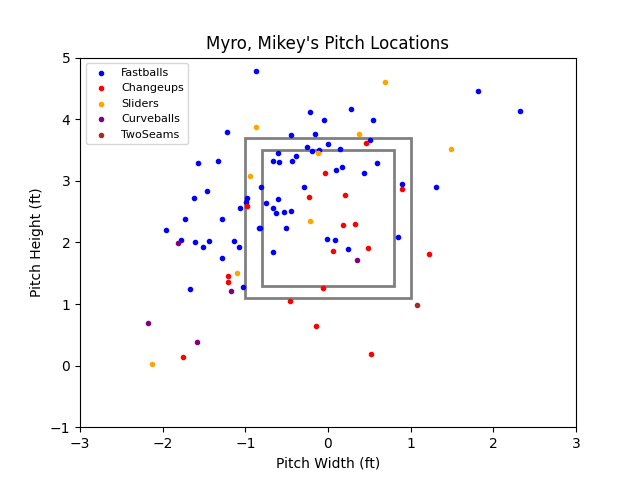 Myro, Mikey's Pitch Locations
Fastballs
Changeups
Sliders
Curveballs
TwoSeams
5
4
3
2
1
0
−1
Pitch Height (ft)
−3 −2 −1 0 1 2 3
Pitch Width (ft)